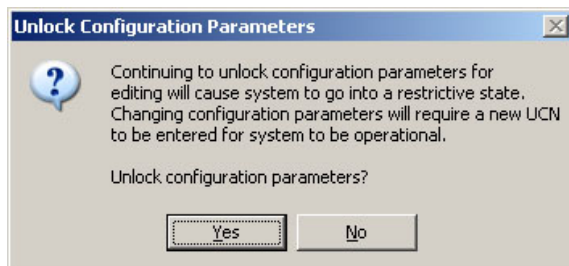 Unlock Configuration Parameters
Continuing to unlock configuration parameters for
editing will cause system to go into a restrictive state.
Changing configuration parameters will require a new UCN
to be entered for system to be operational.
Unlock configuration parameters?
Yes No